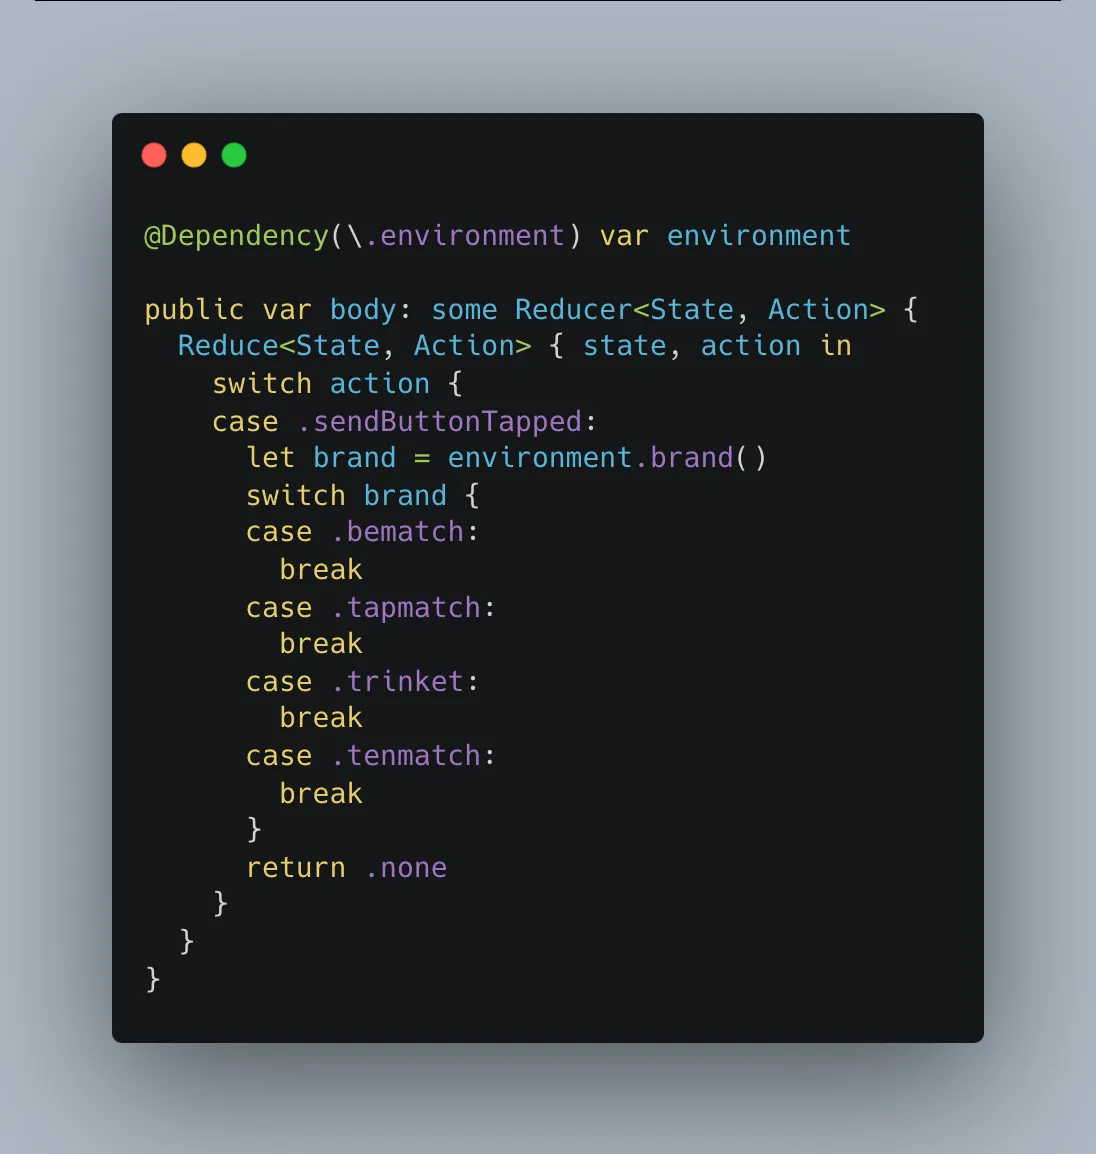 @Dependency(\.environment) var environment

public var body: some Reducer<State, Action> {
  Reduce<State, Action> { state, action in
    switch action {
    case .sendButtonTapped:
      let brand = environment.brand()
      switch brand {
      case .bematch:
        break
      case .tapmatch:
        break
      case .trinket:
        break
      case .tenmatch:
        break
      }
      return .none
    }
  }
}